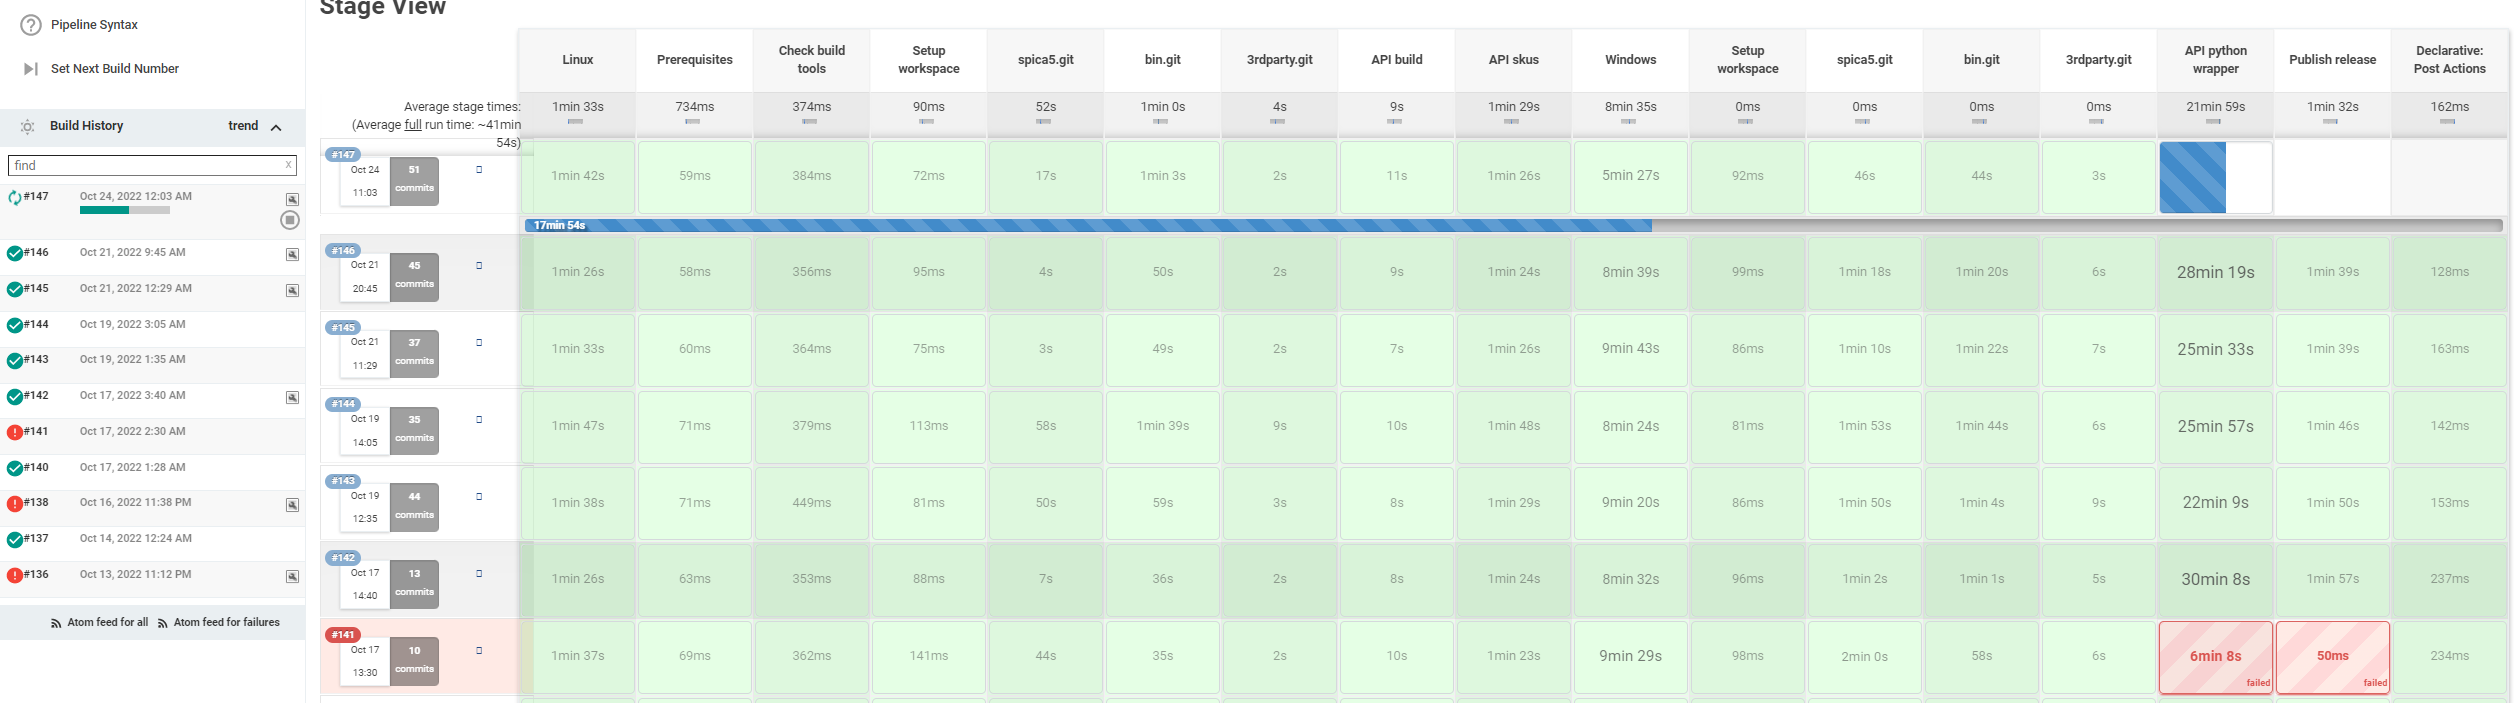 Stage View
Pipeline Syntax
Set Next Build Number
Build History trend
find x
#147 Oct 24, 2022 12:03 AM
#146 Oct 21, 2022 9:45 AM
#145 Oct 21, 2022 12:29 AM
#144 Oct 19, 2022 3:05 AM
#143 Oct 19, 2022 1:35 AM
#142 Oct 17, 2022 3:40 AM
#141 Oct 17, 2022 2:30 AM
#140 Oct 17, 2022 1:28 AM
#138 Oct 16, 2022 11:38 PM
#137 Oct 14, 2022 12:24 AM
#136 Oct 13, 2022 11:12 PM
Atom feed for all Atom feed for failures
Linux Prerequisites Check build tools Setup workspace spica5.git bin.git 3rdparty.git API build API skus Windows Setup workspace spica5.git bin.git 3rdparty.git API python wrapper Publish release Declarative: Post Actions
Average stage times: 1min 33s 734ms 374ms 90ms 52s 1min 0s 4s 9s 1min 29s 8min 35s 0ms 0ms 0ms 0ms 21min 59s 1min 32s 162ms
(Average full run time: ~41min
54s)
#147
Oct 24 51
11:03 commits
1min 42s 59ms 384ms 72ms 17s 1min 3s 2s 11s 1min 26s 5min 27s 92ms 46s 44s 3s
17min 54s
#146
Oct 21 45
20:45 commits
1min 26s 58ms 356ms 95ms 4s 50s 2s 9s 1min 24s 8min 39s 99ms 1min 18s 1min 20s 6s 28min 19s 1min 39s 128ms
#145
Oct 21 37
11:29 commits
1min 33s 60ms 364ms 75ms 3s 49s 2s 7s 1min 26s 9min 43s 86ms 1min 10s 1min 22s 7s 25min 33s 1min 39s 163ms
#144
Oct 19 35
14:05 commits
1min 47s 71ms 379ms 113ms 58s 1min 39s 9s 10s 1min 48s 8min 24s 81ms 1min 53s 1min 44s 6s 25min 57s 1min 46s 142ms
#143
Oct 19 44
12:35 commits
1min 38s 71ms 449ms 81ms 50s 59s 3s 8s 1min 29s 9min 20s 86ms 1min 50s 1min 4s 9s 22min 9s 1min 50s 153ms
#142
Oct 17 13
14:40 commits
1min 26s 63ms 353ms 88ms 7s 36s 2s 8s 1min 24s 8min 32s 96ms 1min 2s 1min 1s 5s 30min 8s 1min 57s 237ms
#141
Oct 17 10
13:30 commits
1min 37s 69ms 362ms 141ms 44s 35s 2s 10s 1min 23s 9min 29s 98ms 2min 0s 58s 6s 6min 8s 50ms 234ms
failed failed